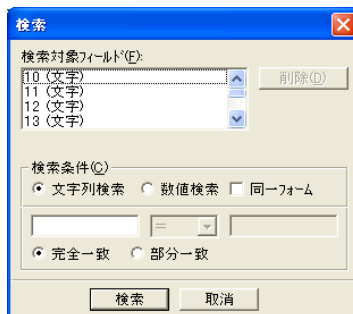 検索
検索対象フィールド(F):
10 (文字)
11 (文字)
12 (文字)
13 (文字)
削除(D)
検索条件(C)
文字列検索 数値検索 同一フォーム
=
完全一致 部分一致
検索 取消